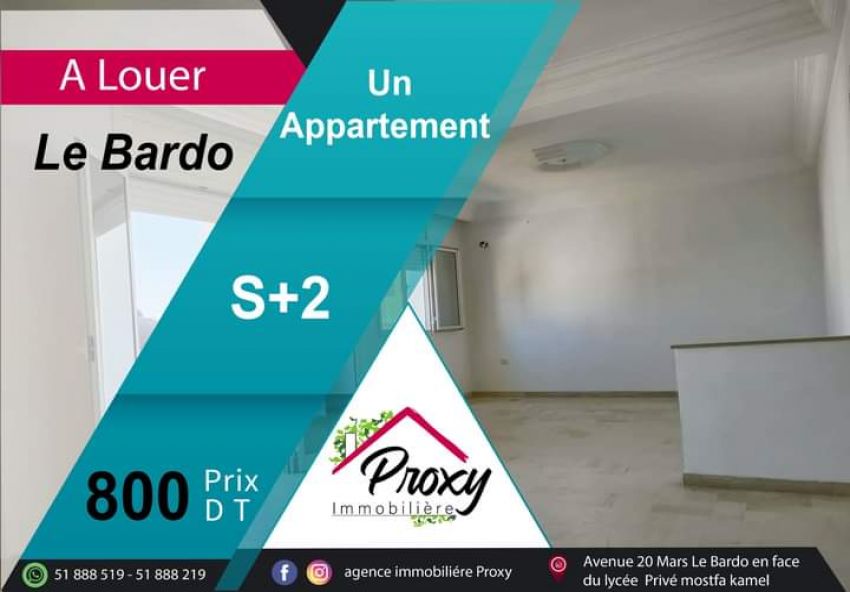 A Louer
Le Bardo
Un
Appartement
S+2
800 Prix
D T
Proxy
Immobilière
51 888 519 - 51 888 219
agence immobiliére Proxy
Avenue 20 Mars Le Bardo en face
du lycée Privé mostfa kamel